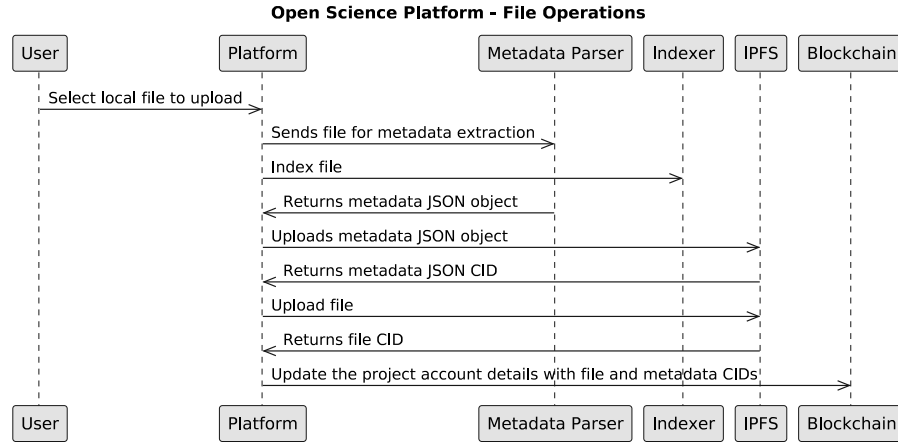 Open Science Platform - File Operations
User Platform Metadata Parser Indexer IPFS Blockchain
Select local file to upload
Sends file for metadata extraction
Index file
Returns metadata JSON object
Uploads metadata JSON object
Returns metadata JSON CID
Upload file
Returns file CID
Update the project account details with file and metadata CIDs
User Platform Metadata Parser Indexer IPFS Blockchain